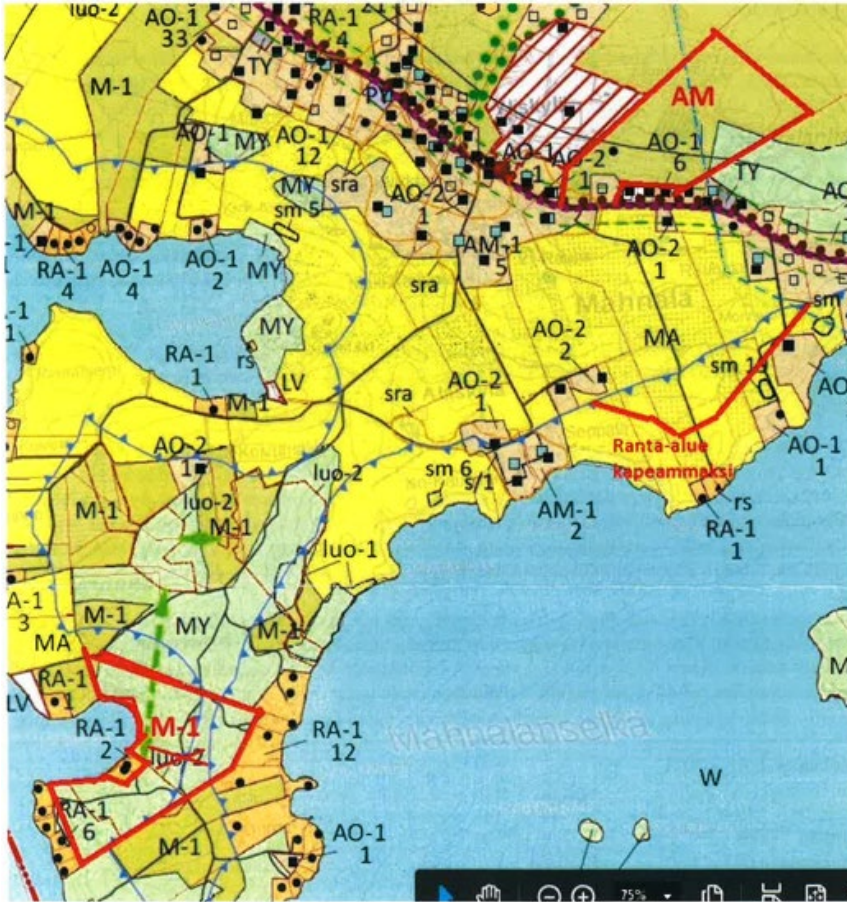 luo-2
AO-1
33
RA-1
4
21
M-1
TY
PY
AM
AO-1
1
MY
AO-1
12
AO-1
1
AO-2
1
AO-1
6
TY
MY
sra
AO-2
1
sm 5
M-1
RA-1
4
AO-1
4
AO-1
2
MY
AM-1
5
AO-2
1
sra
Mahnala
sm
MY
AO-2
2
MA
RA-1
1
rs
LV
M-1
sra
AO-2
1
sm 15
AO
AO-2
1
Ranta-alue
kapeammaksi
AO-1
1
luo-2
sm 6
s/1
M-1
luo-2
M-1
AM-1
2
rs
RA-1
1
luo-1
A-1
3
M-1
MY
M-1
MA
RA-1
1
LV
M-1
RA-1
2
luo-2
RA-1
12
Mahnalanselkä
W
RA-1
6
M-1
AO-1
1
75%